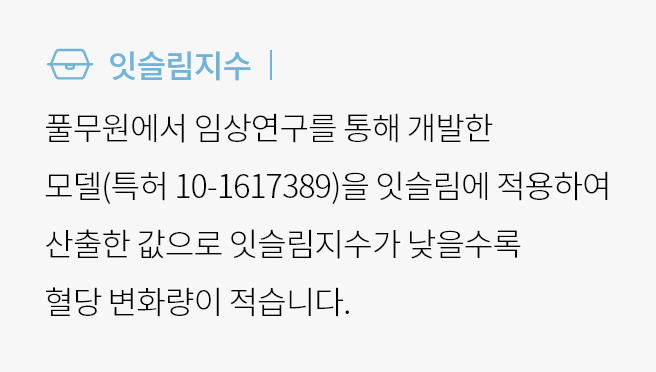 잇슬림지수 |
풀무원에서 임상연구를 통해 개발한
모델(특허 10-1617389)을 잇슬림에 적용하여
산출한 값으로 잇슬림지수가 낮을수록
혈당 변화량이 적습니다.